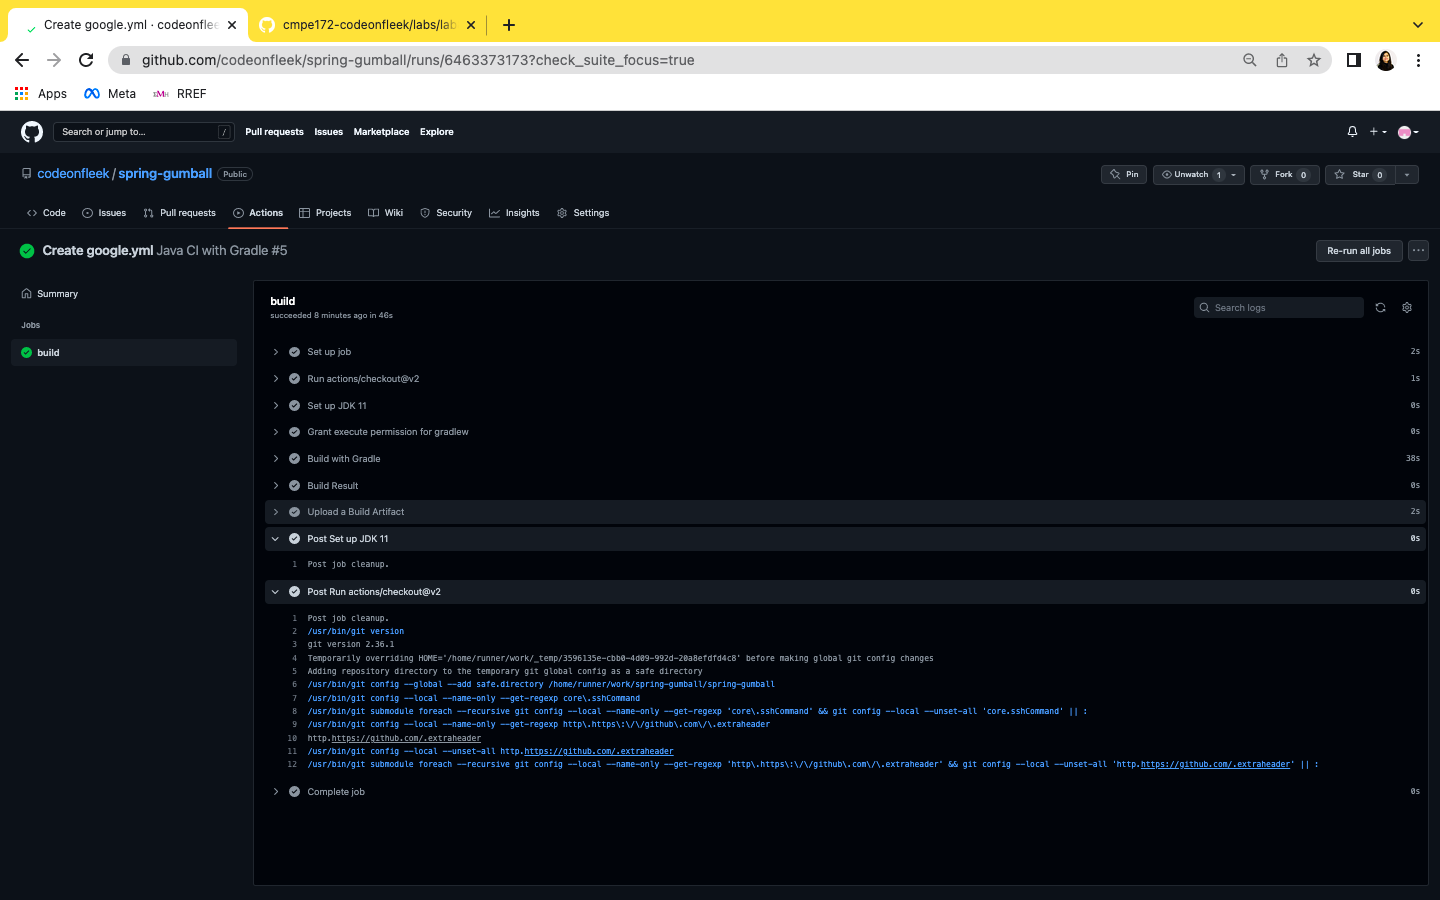 Create google.yml · codeonflee
cmpe172-codeonfleek/labs/lab
github.com/codeonfleek/spring-gumball/runs/6463373173?check_suite_focus=true
Apps
Meta
RREF
Search or jump to...
/
Pull requests
Issues
Marketplace
Explore
codeonfleek / spring-gumball
Public
Pin
Unwatch 1
Fork 0
Star 0
Code
Issues
Pull requests
Actions
Projects
Wiki
Security
Insights
Settings
Create google.yml Java CI with Gradle #5
Re-run all jobs
Summary
Jobs
build
build
succeeded 8 minutes ago in 46s
Search logs
Set up job 2s
Run actions/checkout@v2 1s
Set up JDK 11 0s
Grant execute permission for gradlew 0s
Build with Gradle 38s
Build Result 0s
Upload a Build Artifact 2s
Post Set up JDK 11 0s
1 Post job cleanup.
Post Run actions/checkout@v2 0s
1 Post job cleanup.
2 /usr/bin/git version
3 git version 2.36.1
4 Temporarily overriding HOME='/home/runner/work/_temp/3596135e-cbb0-4d09-992d-20a8efdfd4c8' before making global git config changes
5 Adding repository directory to the temporary git global config as a safe directory
6 /usr/bin/git config --global --add safe.directory /home/runner/work/spring-gumball/spring-gumball
7 /usr/bin/git config --local --name-only --get-regexp core\.sshCommand
8 /usr/bin/git submodule foreach --recursive git config --local --name-only --get-regexp 'core\.sshCommand' && git config --local --unset-all 'core.sshCommand' || :
9 /usr/bin/git config --local --name-only --get-regexp http\.https\:\/\/github\.com\/\.extraheader
10 http.https://github.com/.extraheader
11 /usr/bin/git config --local --unset-all http.https://github.com/.extraheader
12 /usr/bin/git submodule foreach --recursive git config --local --name-only --get-regexp 'http\.https\:\/\/github\.com\/\.extraheader' && git config --local --unset-all 'http.https://github.com/.extraheader' || :
Complete job 0s